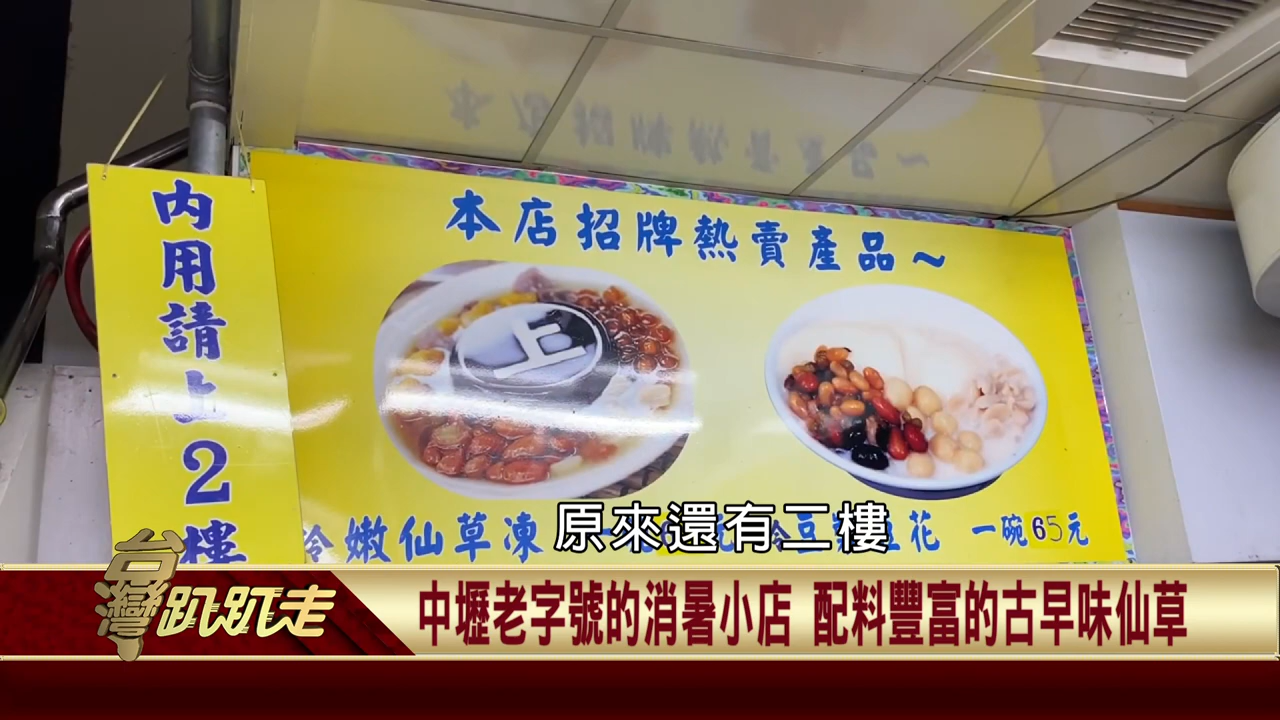 本店招牌熱賣產品~
內用請上2樓
上
冷嫩仙草凍
豆花 一碗65元
原來還有二樓
台灣趴趴走
中壢老字號的消暑小店 配料豐富的古早味仙草